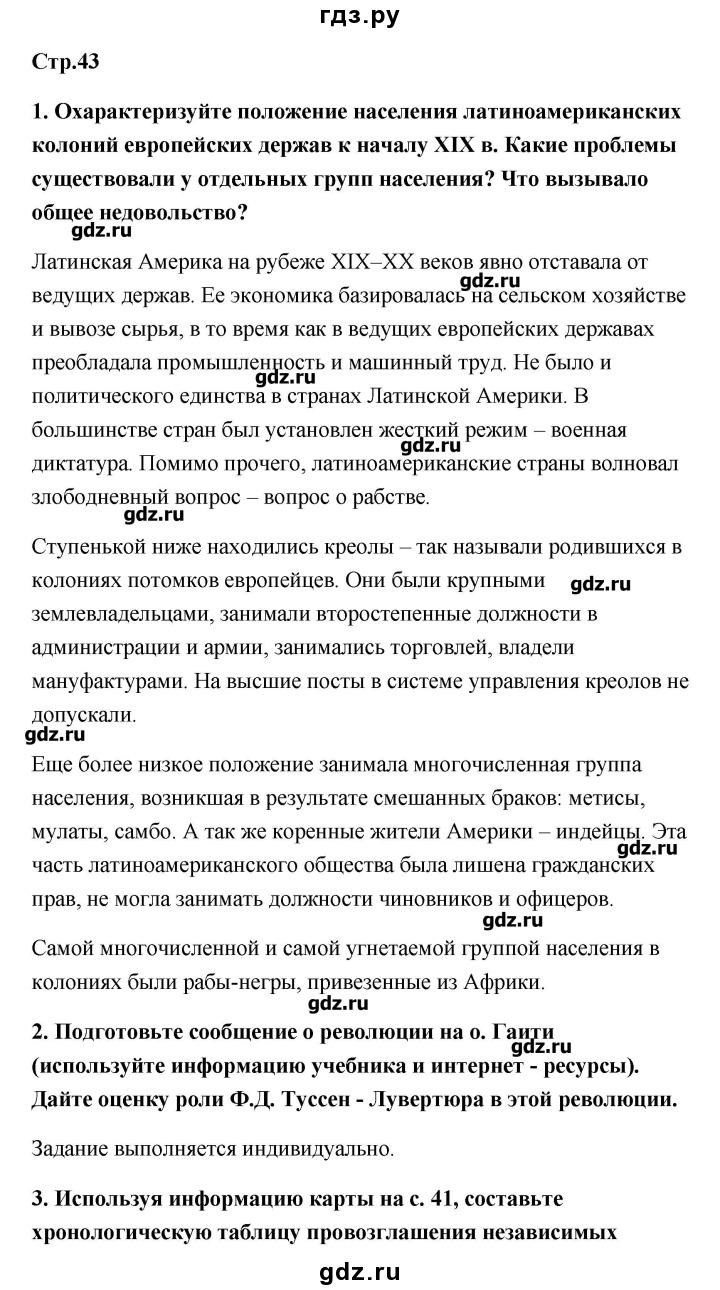 гдз.ру
Стр.43
1. Охарактеризуйте положение населения латиноамериканских
колоний европейских держав к началу XIX в. Какие проблемы
существовали у отдельных групп населения? Что вызывало
общее недовольство?
gdz.ru
Латинская Америка на рубеже XIX–XX веков явно отставала от
gdz.ru
ведущих держав. Ее экономика базировалась на сельском хозяйстве
и вывозе сырья, в то время как в ведущих европейских державах
преобладала промышленность и машинный труд. Не было и
gdz.ru
политического единства в странах Латинской Америки. В
большинстве стран был установлен жесткий режим – военная
gdz.ru
диктатура. Помимо прочего, латиноамериканские страны волновал
злободневный вопрос – вопрос о рабстве.
gdz.ru
Ступенькой ниже находились креолы – так называли родившихся в
колониях потомков европейцев. Они были крупными
gdz.ru
землевладельцами, занимали второстепенные должности в
администрации и армии, занимались торговлей, владели
мануфактурами. На высшие посты в системе управления креолов не
допускали.
gdz.ru
Еще более низкое положение занимала многочисленная группа
населения, возникшая в результате смешанных браков: метисы,
мулаты, самбо. А так же коренные жители Америки – индейцы. Эта
gdz.ru
часть латиноамериканского общества была лишена гражданских
прав, не могла занимать должности чиновников и офицеров.
gdz.ru
Самой многочисленной и самой угнетаемой группой населения в
колониях были рабы-негры, привезенные из Африки.
gdz.ru
2. Подготовьте сообщение о революции на о. Гаити
gdz.ru
(используйте информацию учебника и интернет - ресурсы).
Дайте оценку роли Ф.Д. Туссен - Лувертюра в этой революции.
Задание выполняется индивидуально.
3. Используя информацию карты на с. 41, составьте
хронологическую таблицу провозглашения независимых
gdz.ru